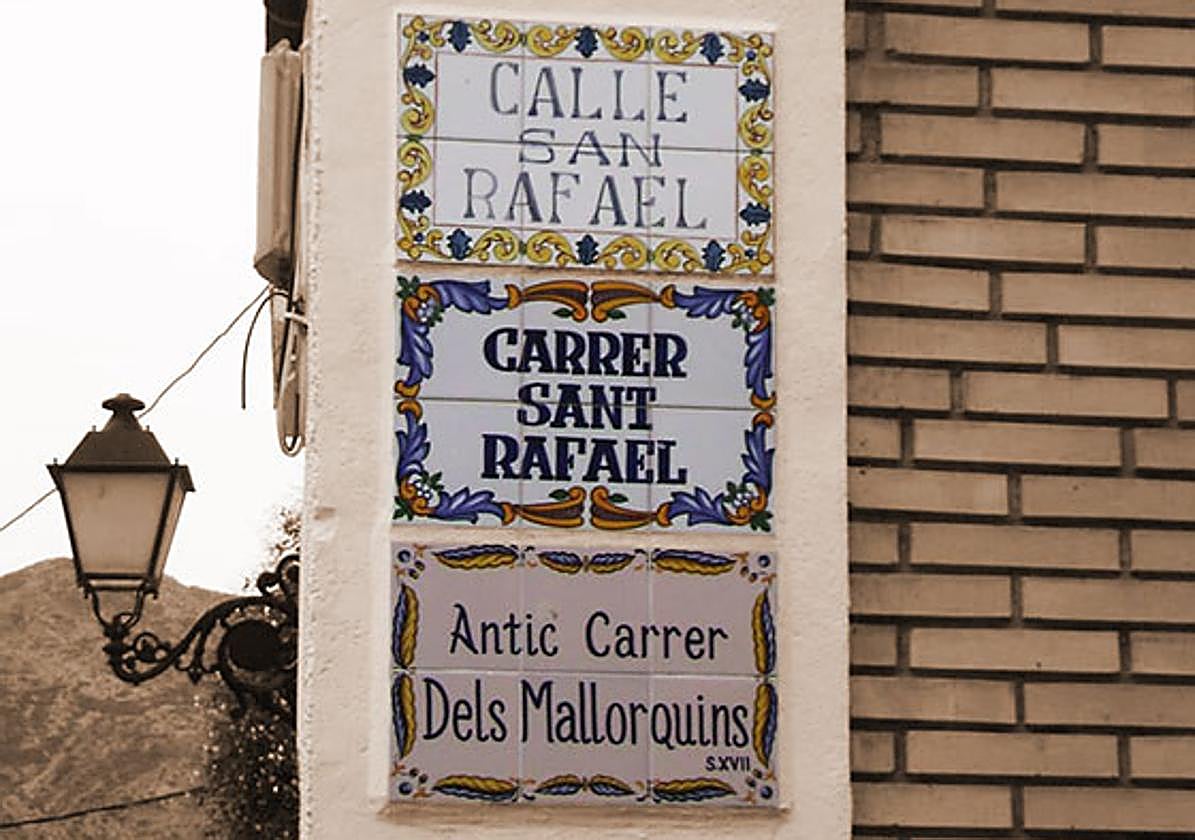 CALLE
SAN
RAFAEL
CARRER
SANT
RAFAEL
Antic Carrer
Dels Mallorquins
S.XVII